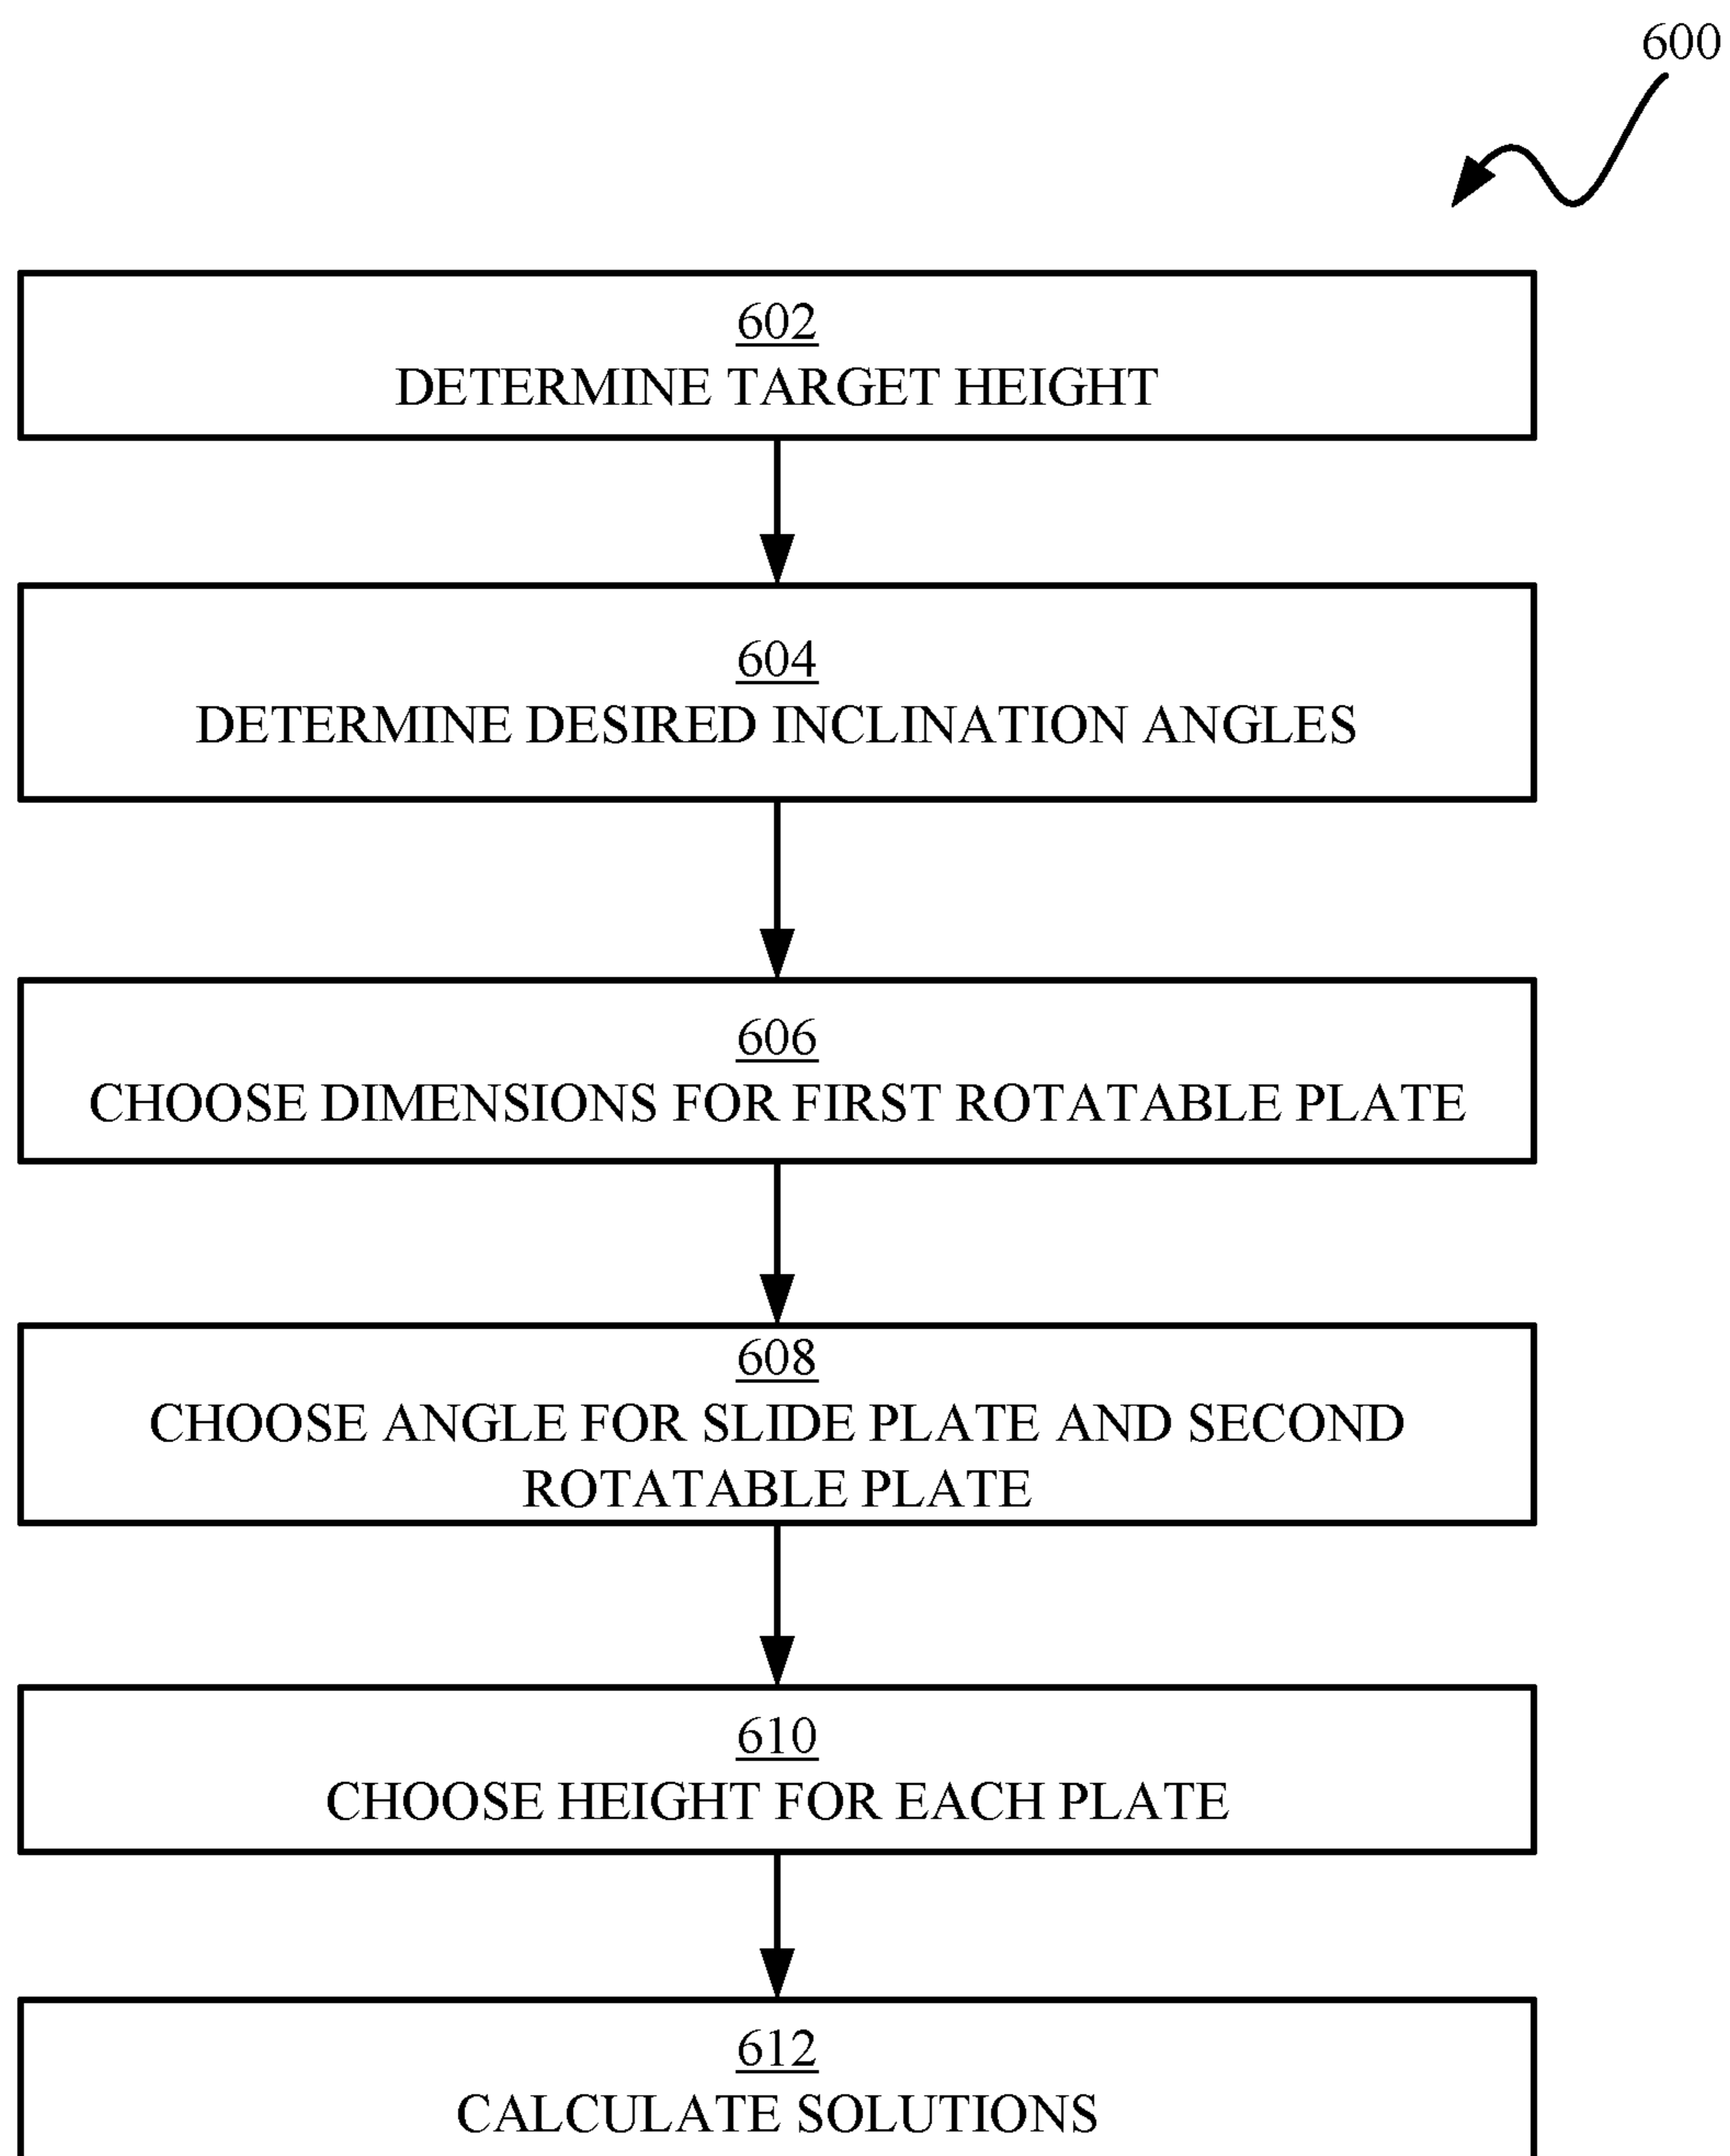 600
602
DETERMINE TARGET HEIGHT
604
DETERMINE DESIRED INCLINATION ANGLES
606
CHOOSE DIMENSIONS FOR FIRST ROTATABLE PLATE
608
CHOOSE ANGLE FOR SLIDE PLATE AND SECOND
ROTATABLE PLATE
610
CHOOSE HEIGHT FOR EACH PLATE
612
CALCULATE SOLUTIONS